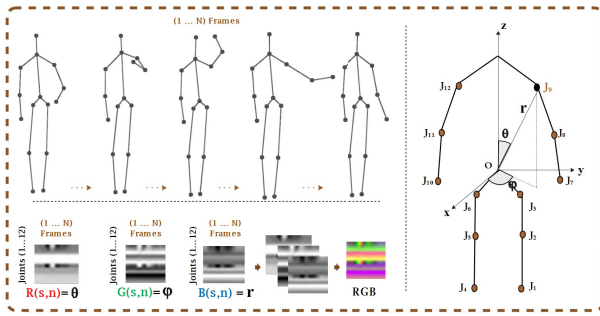 (1 ... N) Frames
z
J₁₂
J₉
r
J₁₁
θ
J₈
O
y
J₁₀
J₇
φ
x
J₆
J₃
J₅
J₂
J₄
J₁
(1 ... N)
Frames
(1 ... N)
Frames
(1 ... N)
Frames
Joints (1...12)
Joints (1...12)
Joints (1...12)
R(s,n)= θ
G(s,n)= φ
B(s,n) = r
RGB